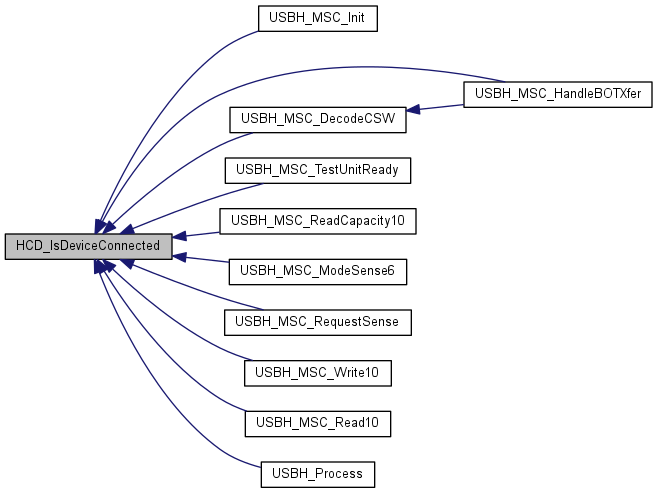 USBH_MSC_Init
USBH_MSC_HandleBOTXfer
USBH_MSC_DecodeCSW
USBH_MSC_TestUnitReady
USBH_MSC_ReadCapacity10
HCD_IsDeviceConnected
USBH_MSC_ModeSense6
USBH_MSC_RequestSense
USBH_MSC_Write10
USBH_MSC_Read10
USBH_Process